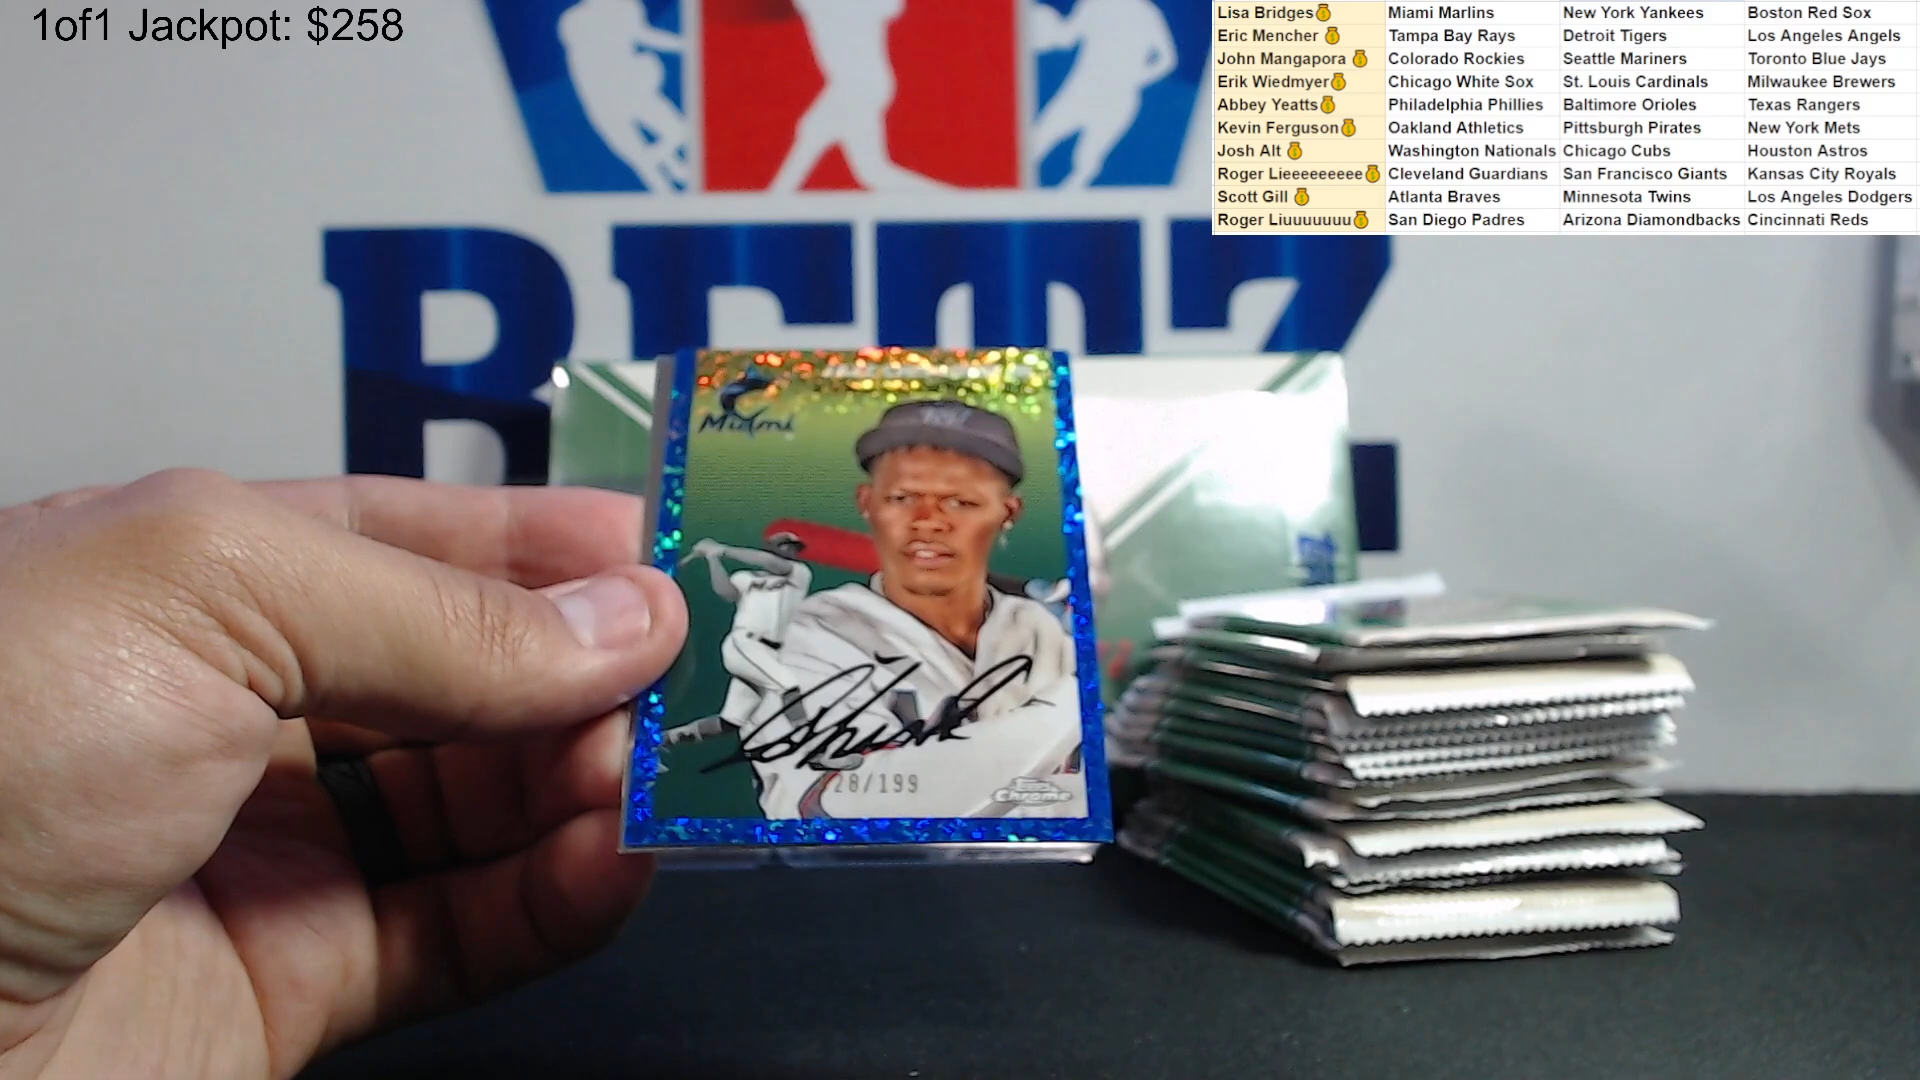 1of1 Jackpot: $258
Lisa Bridges Miami Marlins New York Yankees Boston Red Sox
Eric Mencher Tampa Bay Rays Detroit Tigers Los Angeles Angels
John Mangapora Colorado Rockies Seattle Mariners Toronto Blue Jays
Erik Wiedmyer Chicago White Sox St. Louis Cardinals Milwaukee Brewers
Abbey Yeatts Philadelphia Phillies Baltimore Orioles Texas Rangers
Kevin Ferguson Oakland Athletics Pittsburgh Pirates New York Mets
Josh Alt Washington Nationals Chicago Cubs Houston Astros
Roger Lieeeeeeeee Cleveland Guardians San Francisco Giants Kansas City Royals
Scott Gill Atlanta Braves Minnesota Twins Los Angeles Dodgers
Roger Liuuuuuuu San Diego Padres Arizona Diamondbacks Cincinnati Reds
Miami
28/199
Topps
Chrome